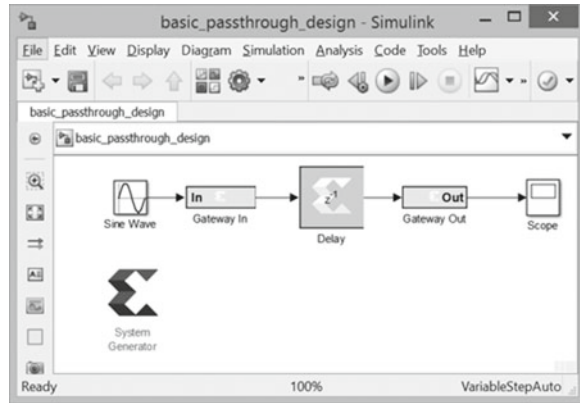 basic_passthrough_design - Simulink
File Edit View Display Diagram Simulation Analysis Code Tools Help
basic_passthrough_design
basic_passthrough_design
Sine Wave
In
Gateway In
z-1
Delay
Out
Gateway Out
Scope
System
Generator
Ready 100% VariableStepAuto